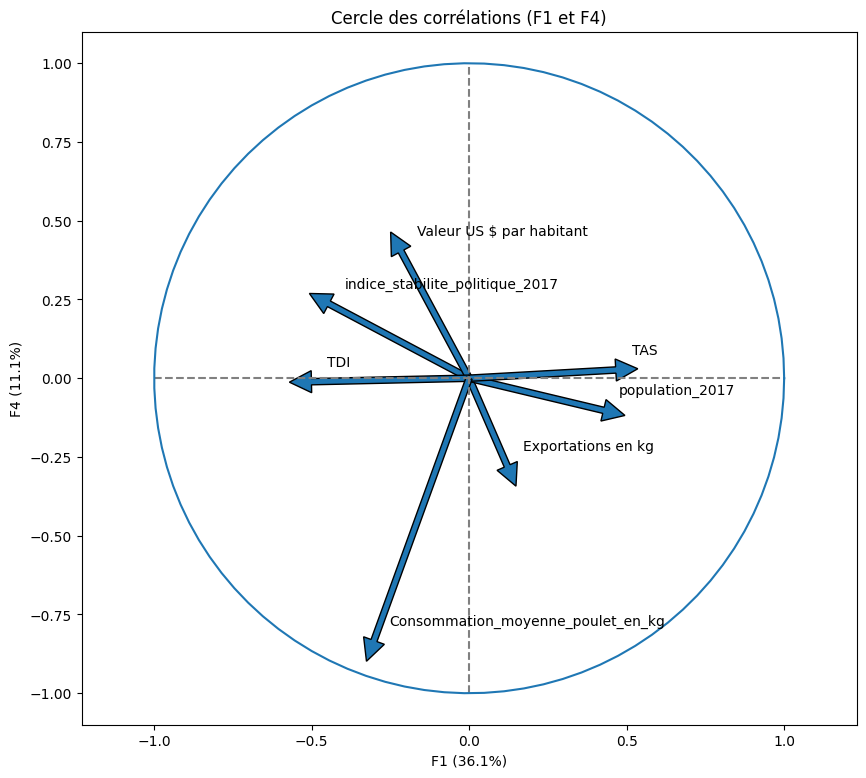 Cercle des corrélations (F1 et F4)
1.00
0.75
0.50
Valeur US $ par habitant
indice_stabilite_politique_2017
0.25
TDI
TAS
0.00
population_2017
F4 (11.1%)
Exportations en kg
−0.25
−0.50
−0.75
Consommation_moyenne_poulet_en_kg
−1.00
−1.0
−0.5
0.0
0.5
1.0
F1 (36.1%)